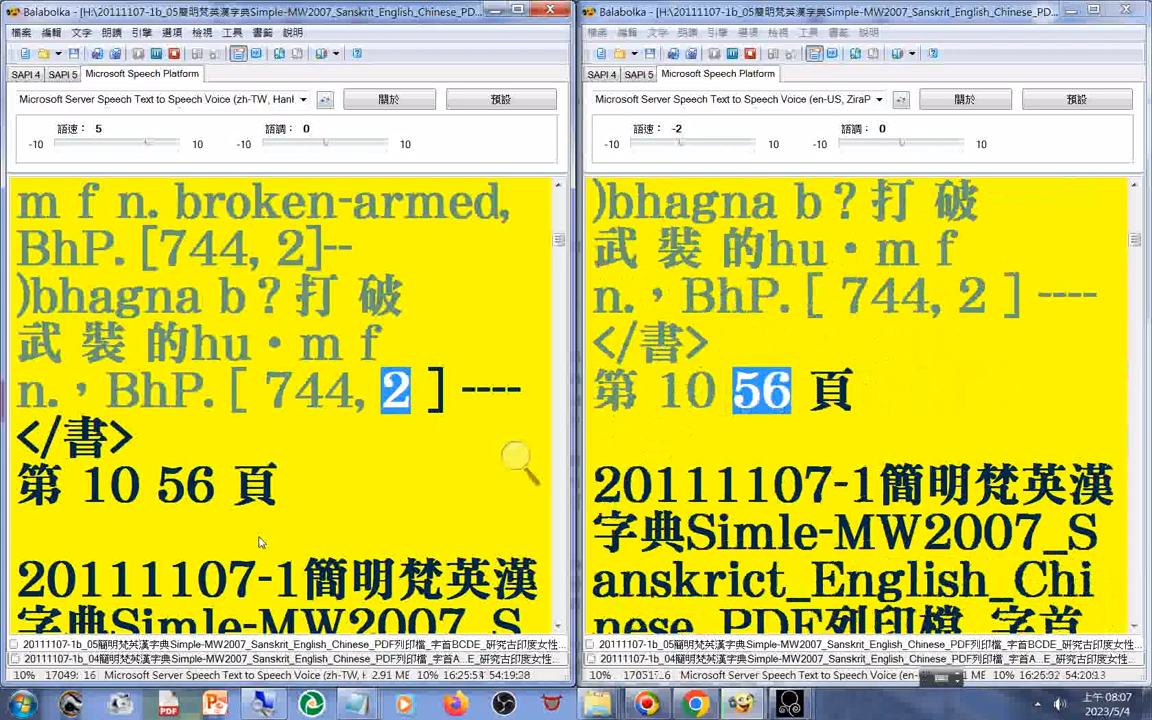 Balabolka - [H:\20111107-1b_05簡明梵英漢字典Simple-MW2007_Sanskrit_English_Chinese_PD...
檔案 編輯 文字 朗讀 引擎 選項 檢視 工具 書籤 說明
SAPI 4 SAPI 5 Microsoft Speech Platform
Microsoft Server Speech Text to Speech Voice (zh-TW, Hanl
關於 預設
語速： 5 語調： 0
-10 10 -10 10
m f n. broken-armed,
BhP. [744, 2]--
)bhagna b？打 破
武 裝 的hu・m f
n.，BhP. [ 744, 2 ] ----
</書>
第 10 56 頁
20111107-1簡明梵英漢
字典Simle-MW2007_S
20111107-1b_05簡明梵英漢字典Simple-MW2007_Sanskrit_English_Chinese_PDF列印檔_字首BCDE_研究古印度女性...
20111107-1b_04簡明梵英漢字典Simple-MW2007_Sanskrit_English_Chinese_PDF列印檔_字首A...E_研究古印度女性...
10% 17049: 16 Microsoft Server Speech Text to Speech Voice (zh-TW, 2.91 MB 10% 16:25:5 54:19:28
Balabolka - [H:\20111107-1b_05簡明梵英漢字典Simple-MW2007_Sanskrit_English_Chinese_PD...
檔案 編輯 文字 朗讀 引擎 選項 檢視 工具 書籤 說明
SAPI 4 SAPI 5 Microsoft Speech Platform
Microsoft Server Speech Text to Speech Voice (en-US, ZiraP
關於 預設
語速： -2 語調： 0
-10 10 -10 10
)bhagna b？打 破
武 裝 的hu・m f
n.，BhP. [ 744, 2 ] ----
</書>
第 10 56 頁
20111107-1簡明梵英漢
字典Simle-MW2007_S
anskrict_English_Chi
nese_PDF列印檔_字首
20111107-1b_05簡明梵英漢字典Simple-MW2007_Sanskrit_English_Chinese_PDF列印檔_字首BCDE_研究古印度女性...
20111107-1b_04簡明梵英漢字典Simple-MW2007_Sanskrit_English_Chinese_PDF列印檔_字首A...E_研究古印度女性...
10% Microsoft Server Speech Text to Speech Voice (en-US 10% 16:25:32 54:20:13
上午 08:07
2023/5/4